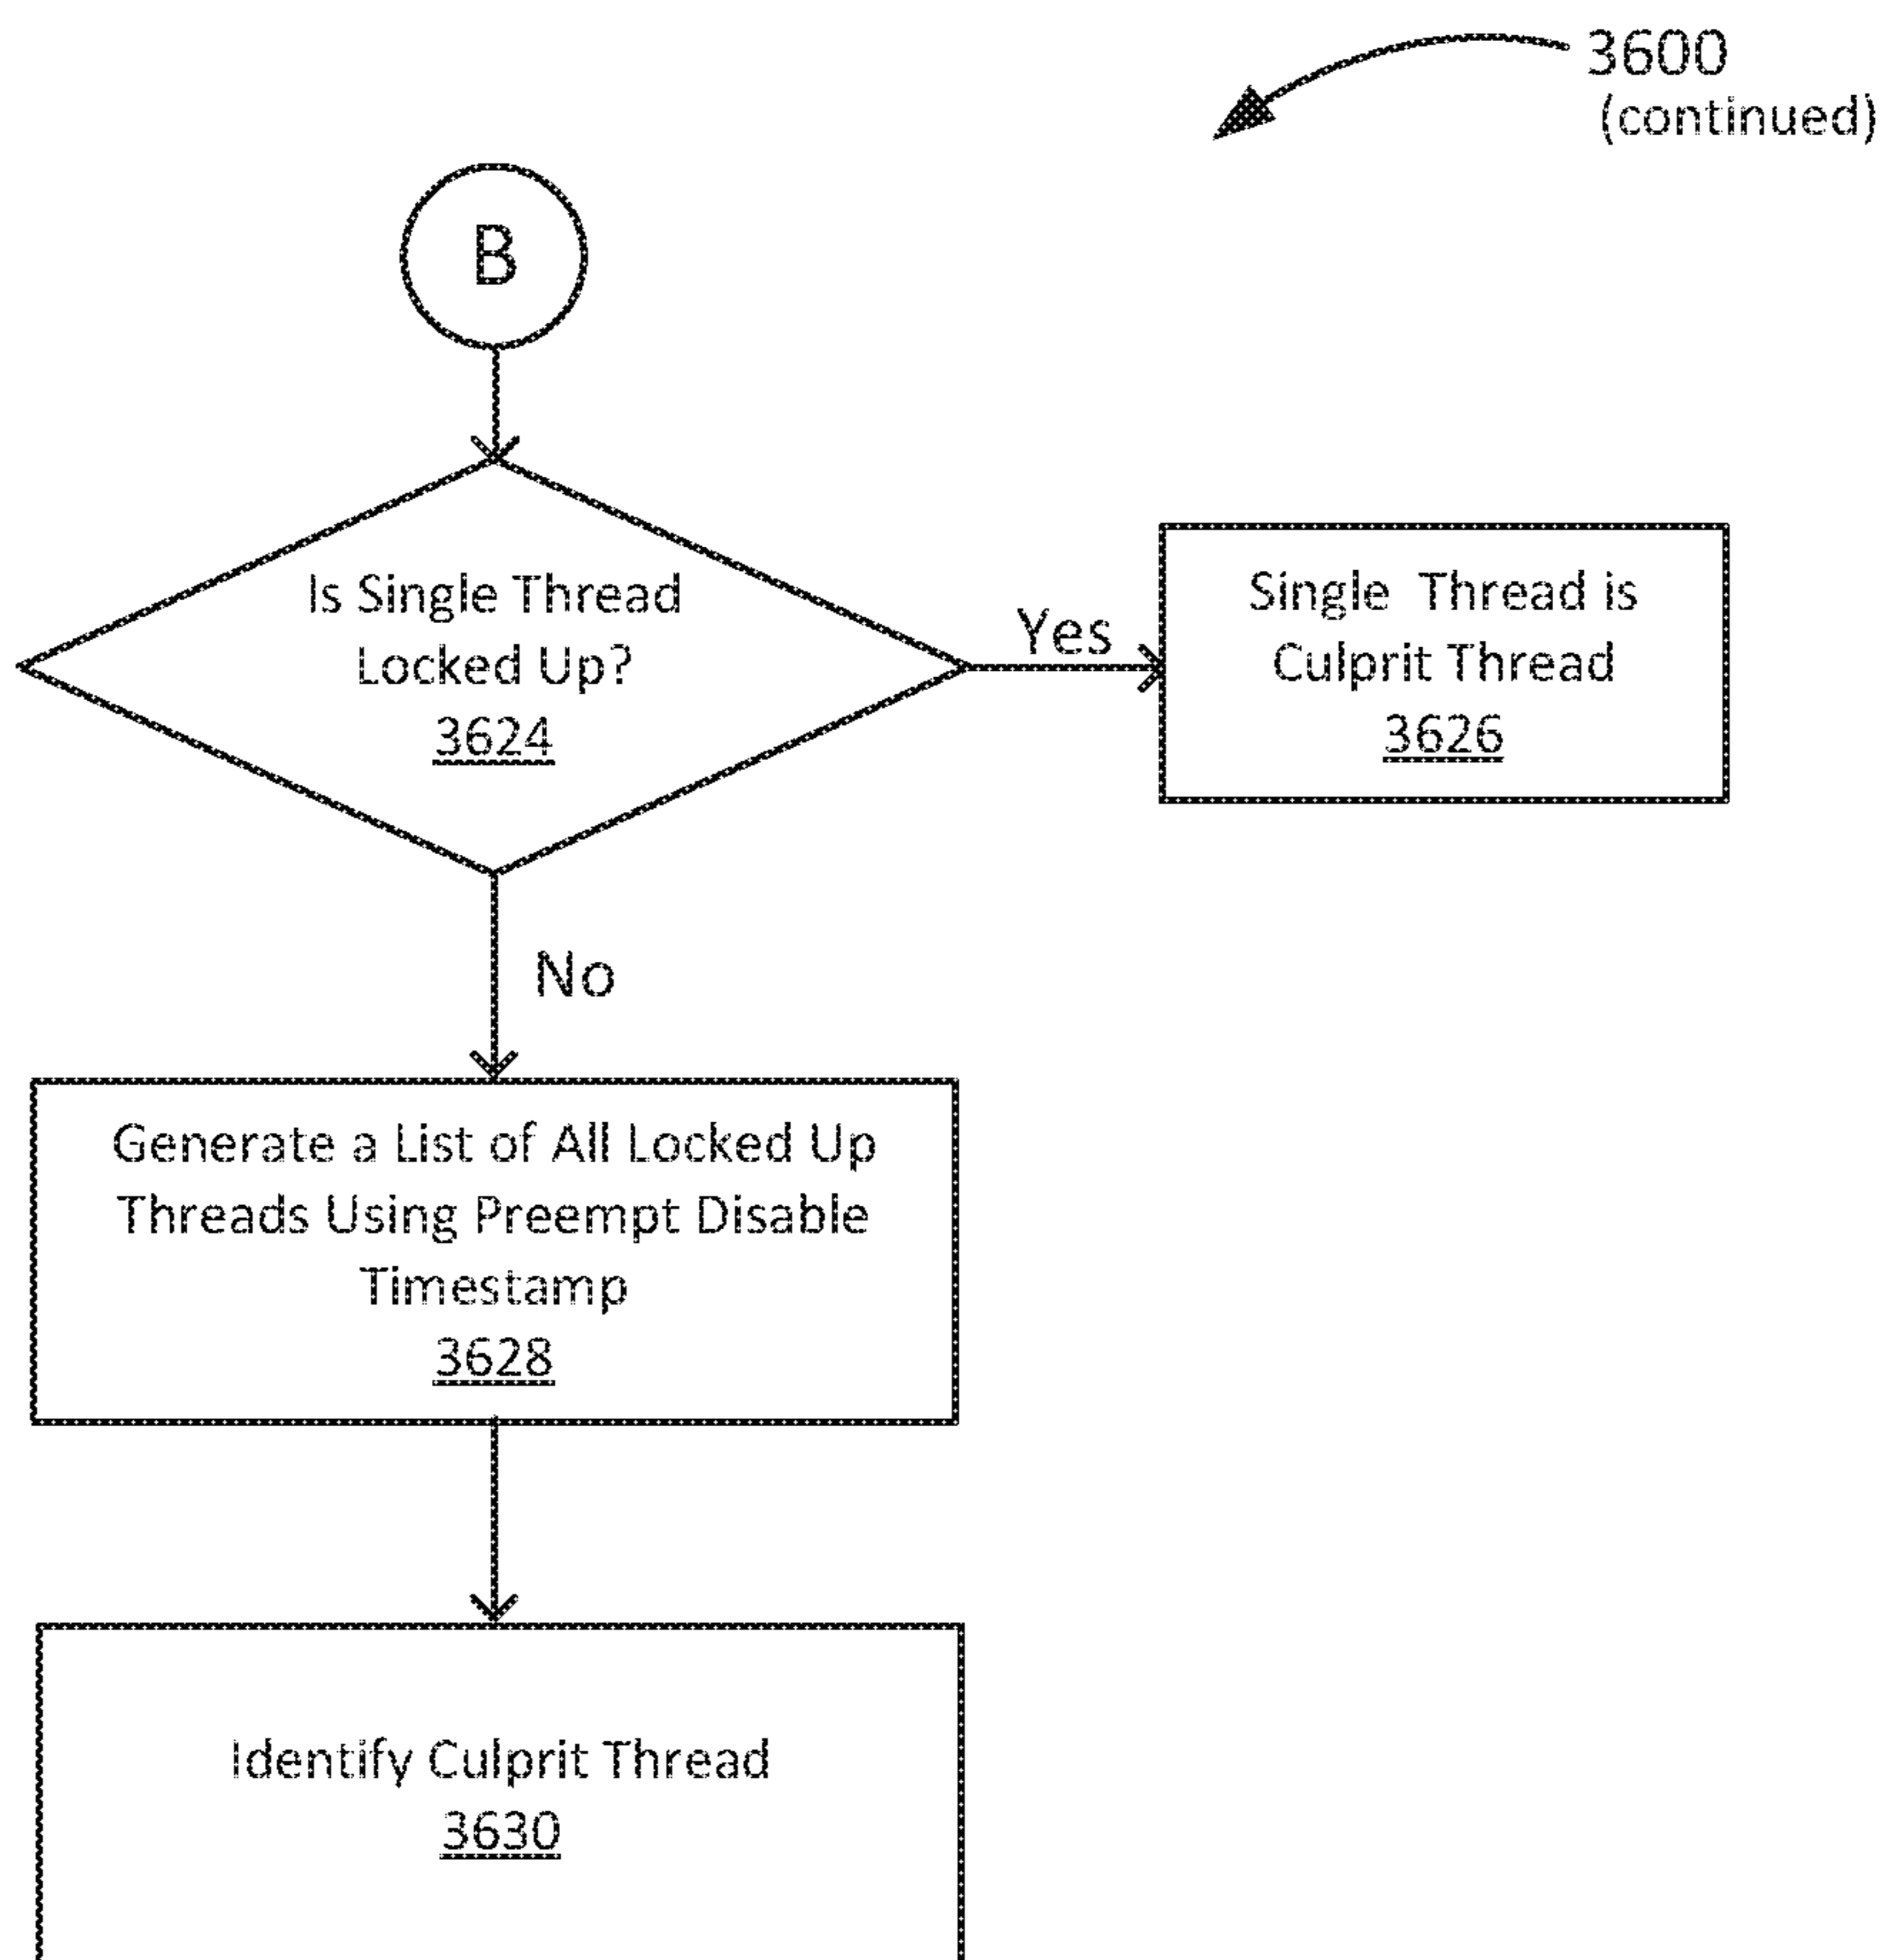 3600
(continued)
B
Is Single Thread
Locked Up?
3624
Yes
Single Thread is
Culprit Thread
3626
No
Generate a List of All Locked Up
Threads Using Preempt Disable
Timestamp
3628
Identify Culprit Thread
3630